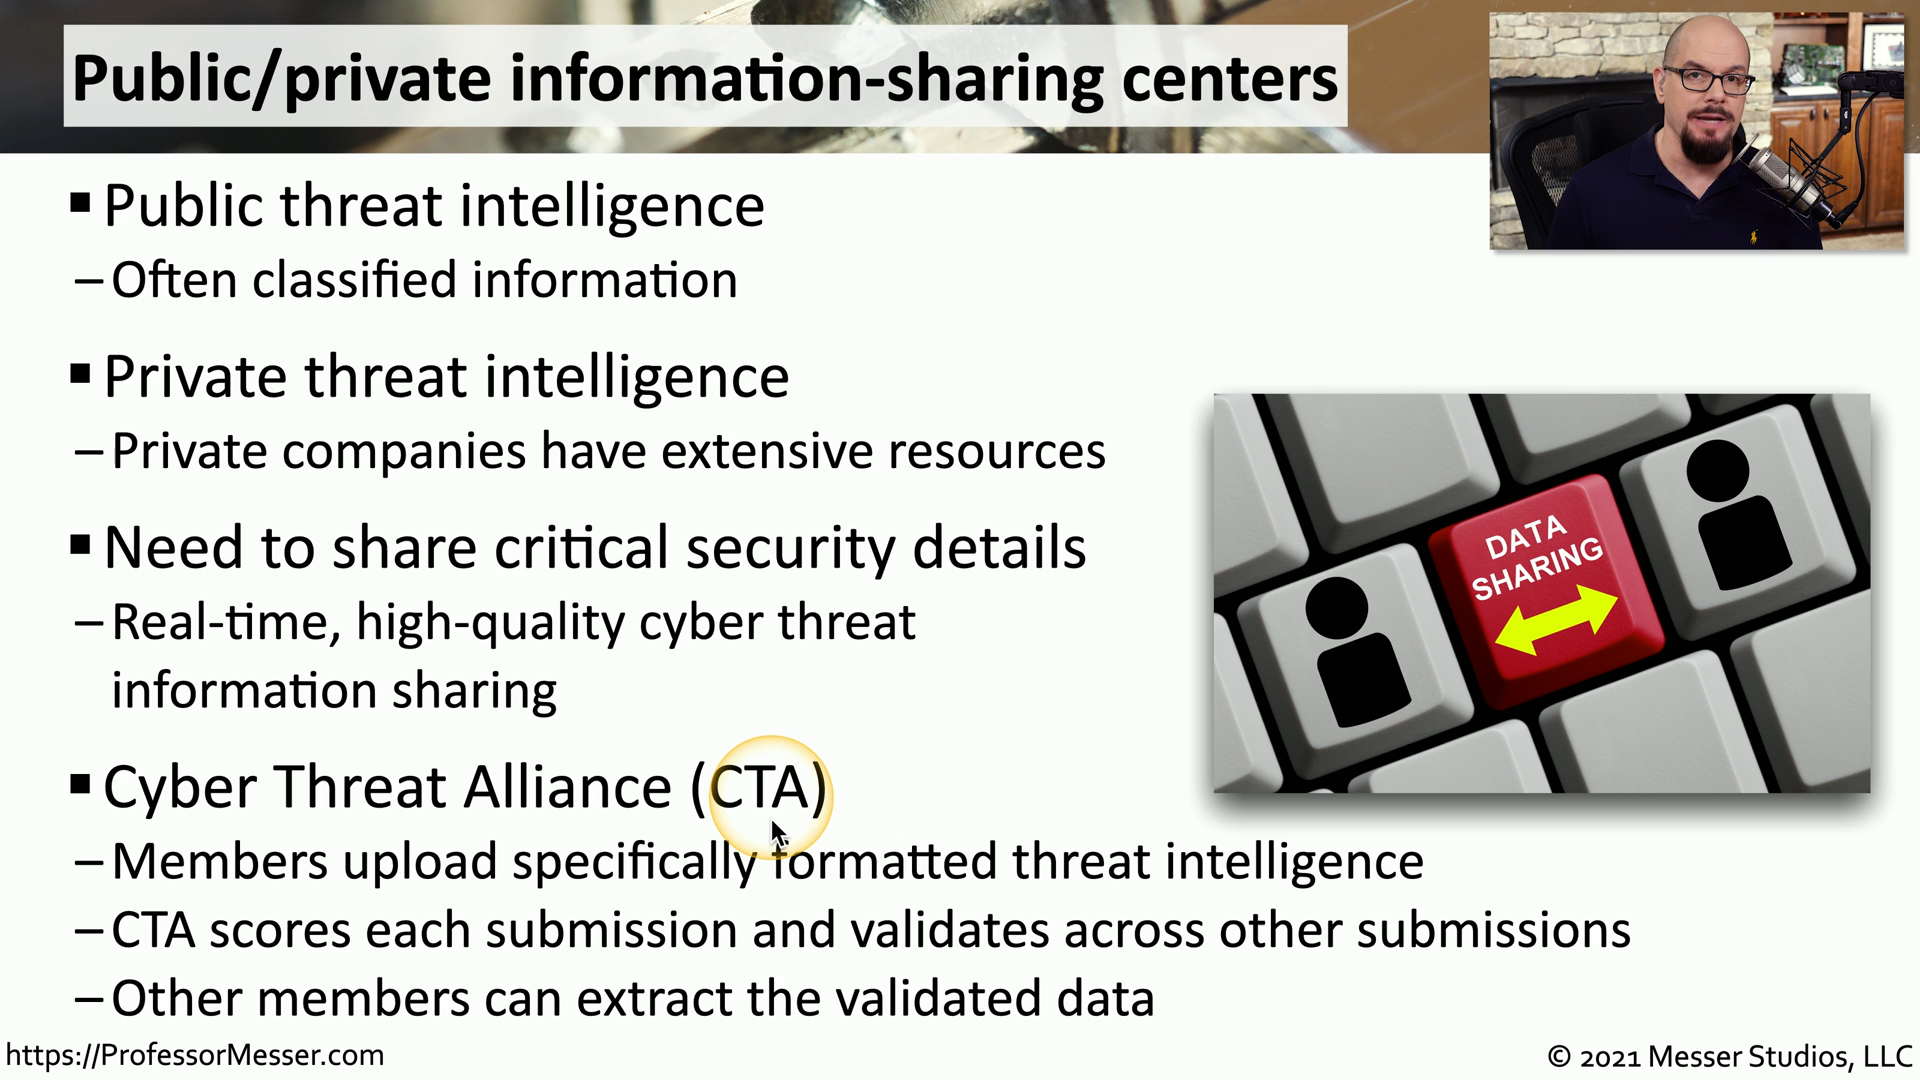 Public/private information-sharing centers
▪ Public threat intelligence
– Often classified information
▪ Private threat intelligence
– Private companies have extensive resources
▪ Need to share critical security details
– Real-time, high-quality cyber threat
information sharing
DATA
SHARING
▪ Cyber Threat Alliance (CTA)
– Members upload specifically formatted threat intelligence
– CTA scores each submission and validates across other submissions
– Other members can extract the validated data
https://ProfessorMesser.com
© 2021 Messer Studios, LLC